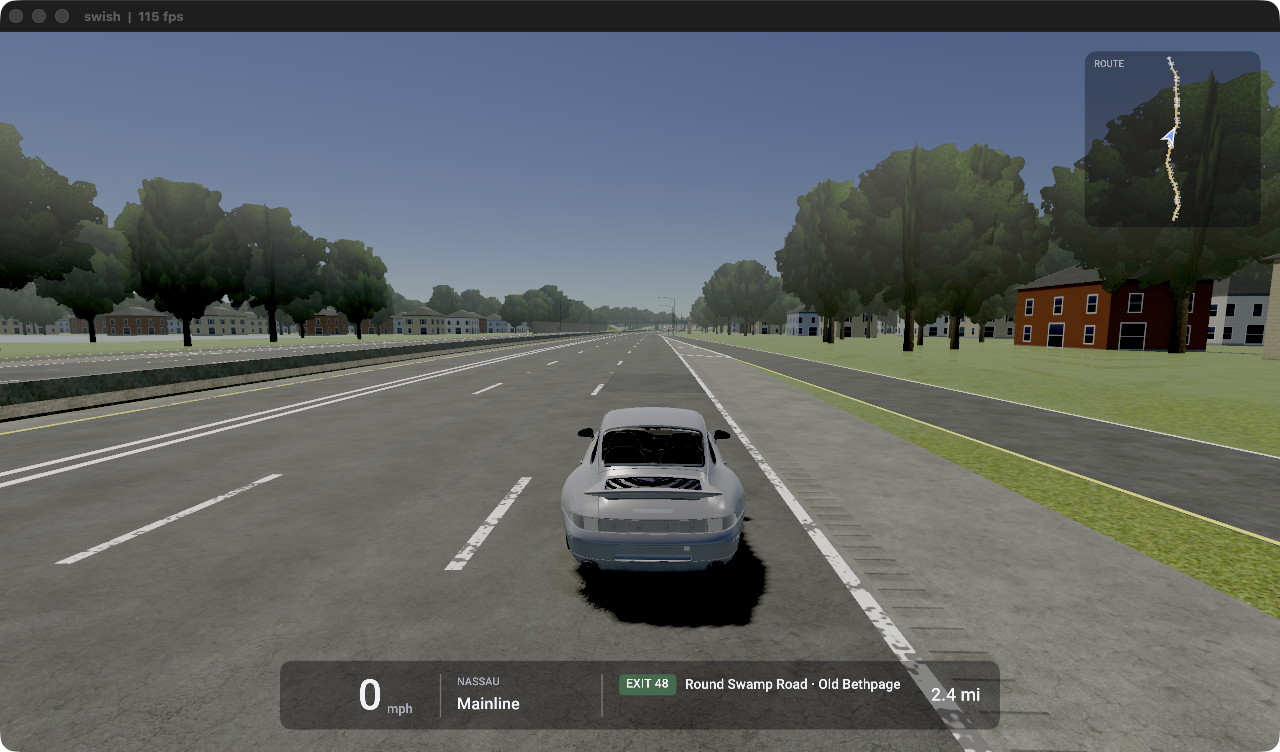 swish | 115 fps
ROUTE
0 mph
NASSAU
Mainline
EXIT 48 Round Swamp Road · Old Bethpage
2.4 mi